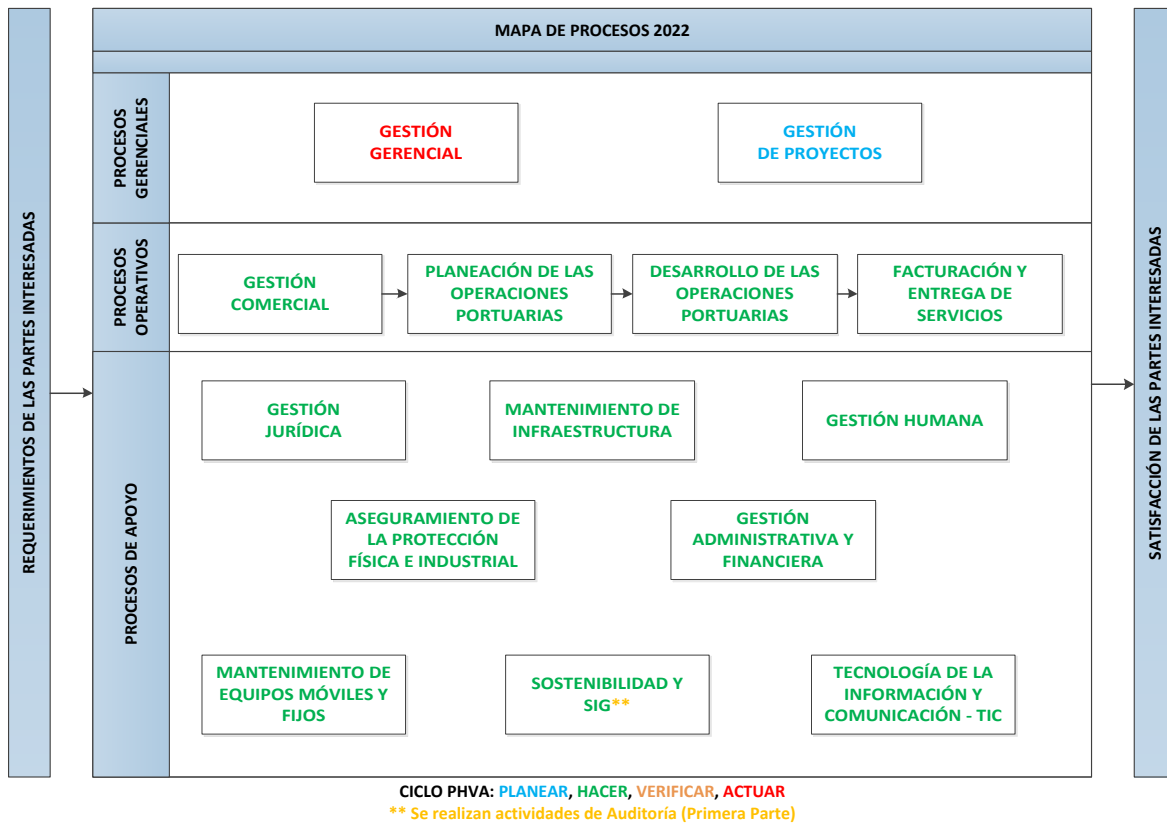 MAPA DE PROCESOS 2022
REQUERIMIENTOS DE LAS PARTES INTERESADAS
PROCESOS
GERENCIALES
GESTIÓN
GERENCIAL
GESTIÓN
DE PROYECTOS
PROCESOS
OPERATIVOS
GESTIÓN
COMERCIAL
PLANEACIÓN DE LAS
OPERACIONES
PORTUARIAS
DESARROLLO DE LAS
OPERACIONES
PORTUARIAS
FACTURACIÓN Y
ENTREGA DE
SERVICIOS
PROCESOS DE APOYO
GESTIÓN
JURÍDICA
MANTENIMIENTO DE
INFRAESTRUCTURA
GESTIÓN HUMANA
ASEGURAMIENTO DE
LA PROTECCIÓN
FÍSICA E INDUSTRIAL
GESTIÓN
ADMINISTRATIVA Y
FINANCIERA
MANTENIMIENTO DE
EQUIPOS MÓVILES Y
FIJOS
SOSTENIBILIDAD Y
SIG**
TECNOLOGÍA DE LA
INFORMACIÓN Y
COMUNICACIÓN - TIC
SATISFACCIÓN DE LAS PARTES INTERESADAS
CICLO PHVA: PLANEAR, HACER, VERIFICAR, ACTUAR
** Se realizan actividades de Auditoría (Primera Parte)